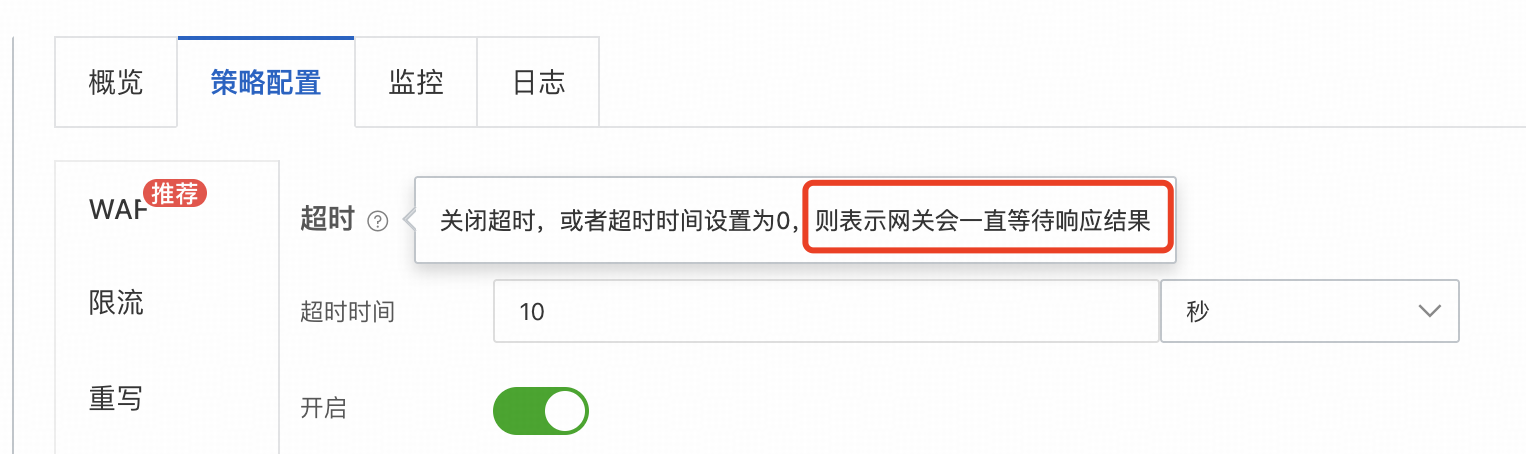 概览 策略配置 监控 日志
WAF 推荐
超时 ? 关闭超时，或者超时时间设置为0，则表示网关会一直等待响应结果
限流
超时时间 10 秒
重写
开启